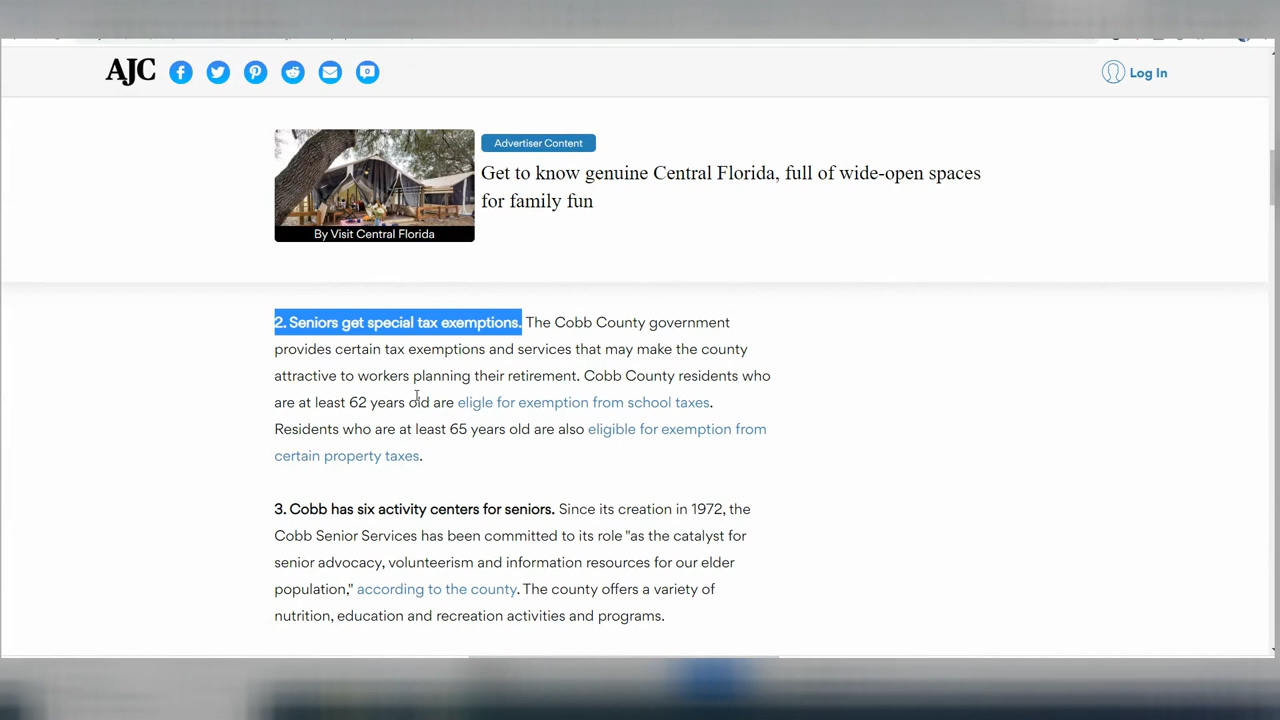 AJC
0
Log In
Advertiser Content
Get to know genuine Central Florida, full of wide-open spaces
for family fun
By Visit Central Florida
2. Seniors get special tax exemptions. The Cobb County government
provides certain tax exemptions and services that may make the county
attractive to workers planning their retirement. Cobb County residents who
are at least 62 years old are eligle for exemption from school taxes.
Residents who are at least 65 years old are also eligible for exemption from
certain property taxes.
3. Cobb has six activity centers for seniors. Since its creation in 1972, the
Cobb Senior Services has been committed to its role "as the catalyst for
senior advocacy, volunteerism and information resources for our elder
population," according to the county. The county offers a variety of
nutrition, education and recreation activities and programs.